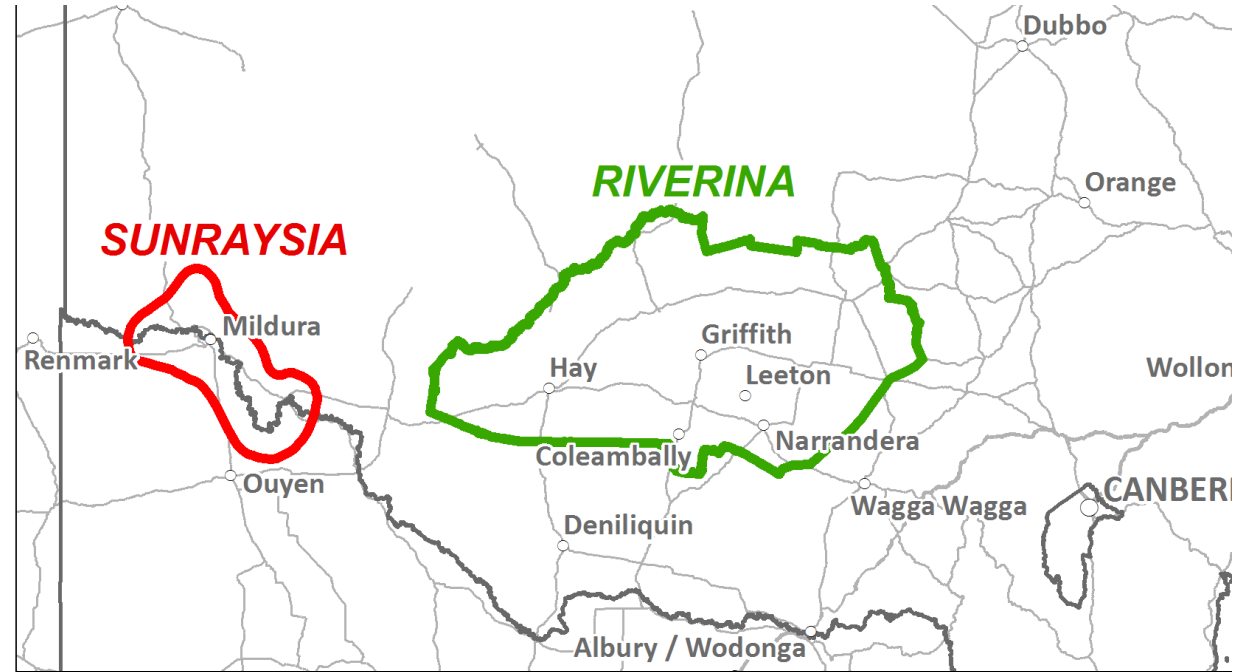 Dubbo
RIVERINA
Orange
SUNRAYSIA
Mildura
Griffith
Renmark
Hay
Wollon
Leeton
Narrandera
Coleambally
Ouyen
CANBERI
Wagga Wagga
Deniliquin
Albury / Wodonga